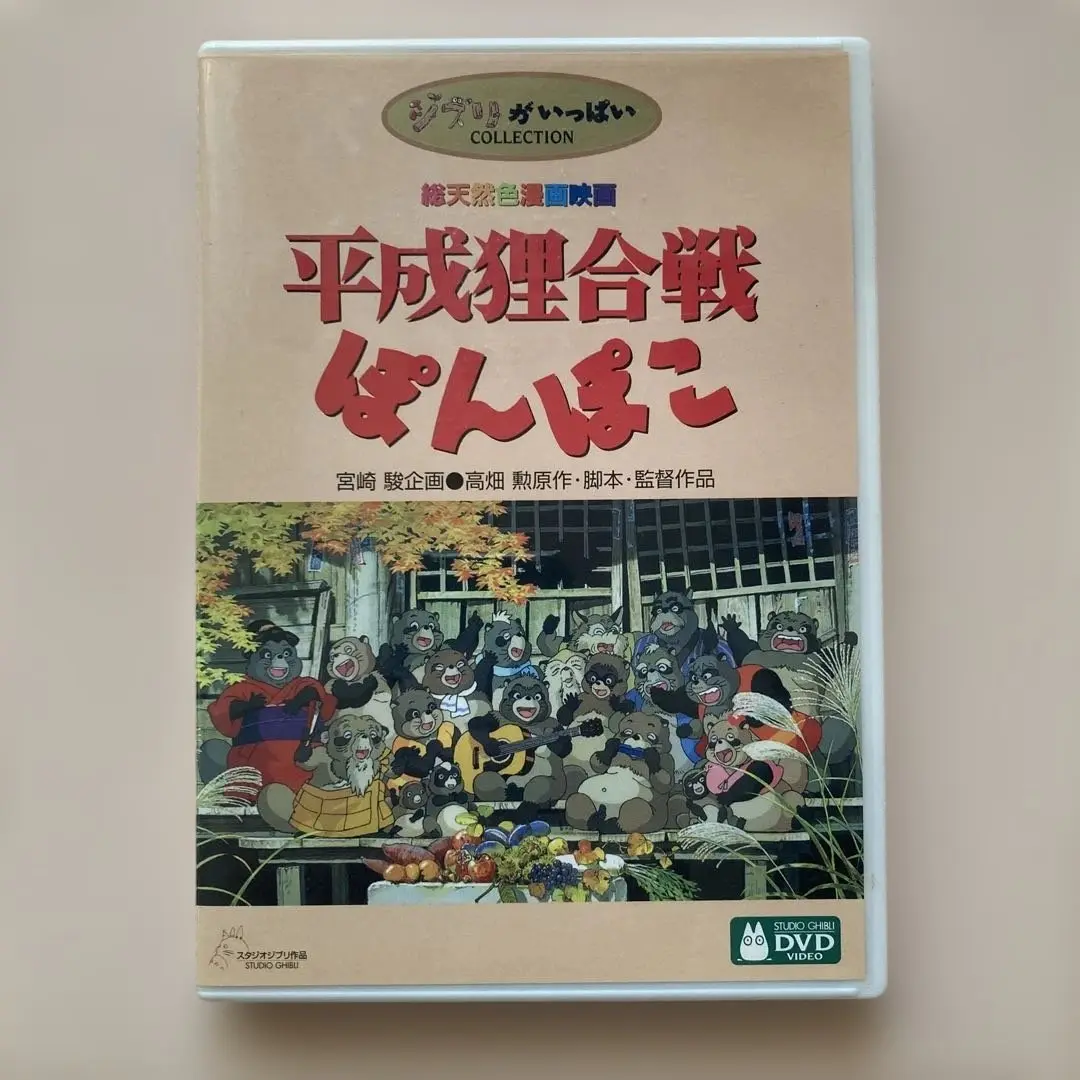 ジブリがいっぱい
COLLECTION
総天然色漫画映画
平成狸合戦
ぽんぽこ
宮崎 駿企画●高畑 勲原作・脚本・監督作品
スタジオジブリ作品
STUDIO GHIBLI
STUDIO GHIBLI
DVD
VIDEO